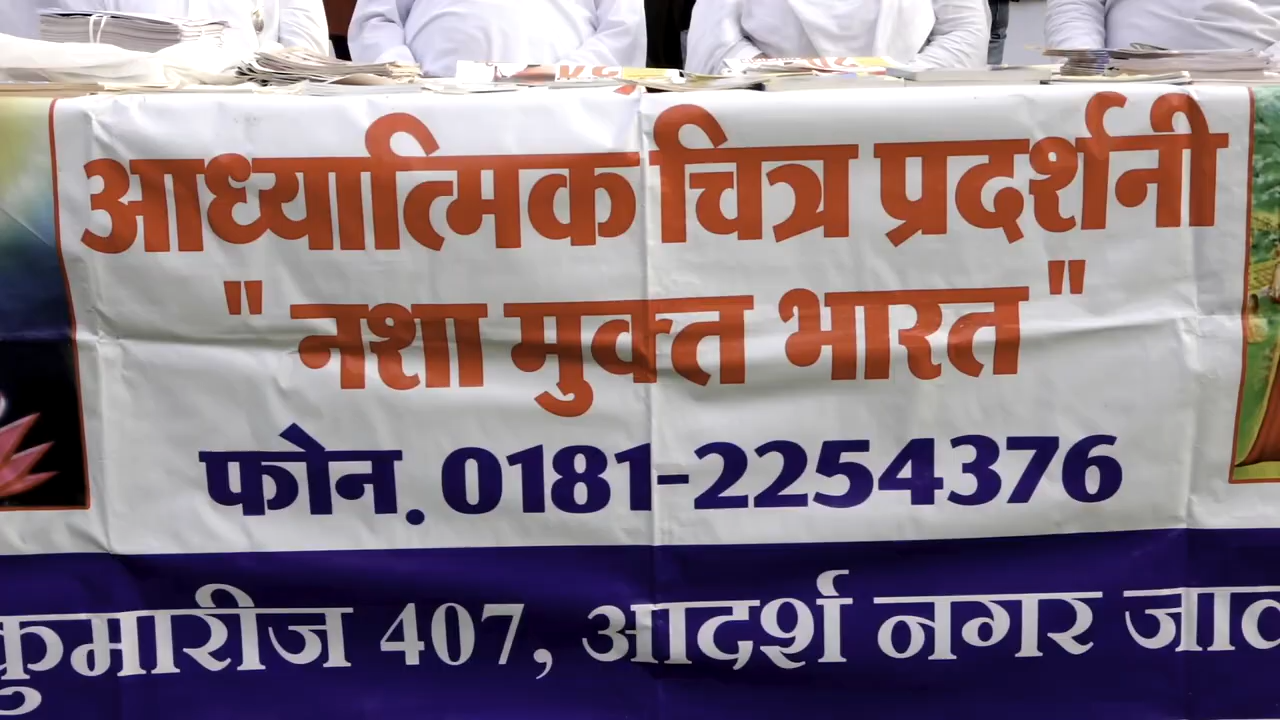 आध्यात्मिक चित्र प्रदर्शनी
" नशा मुक्त भारत "
फोन. 0181-2254376
कुमारीज 407, आदर्श नगर